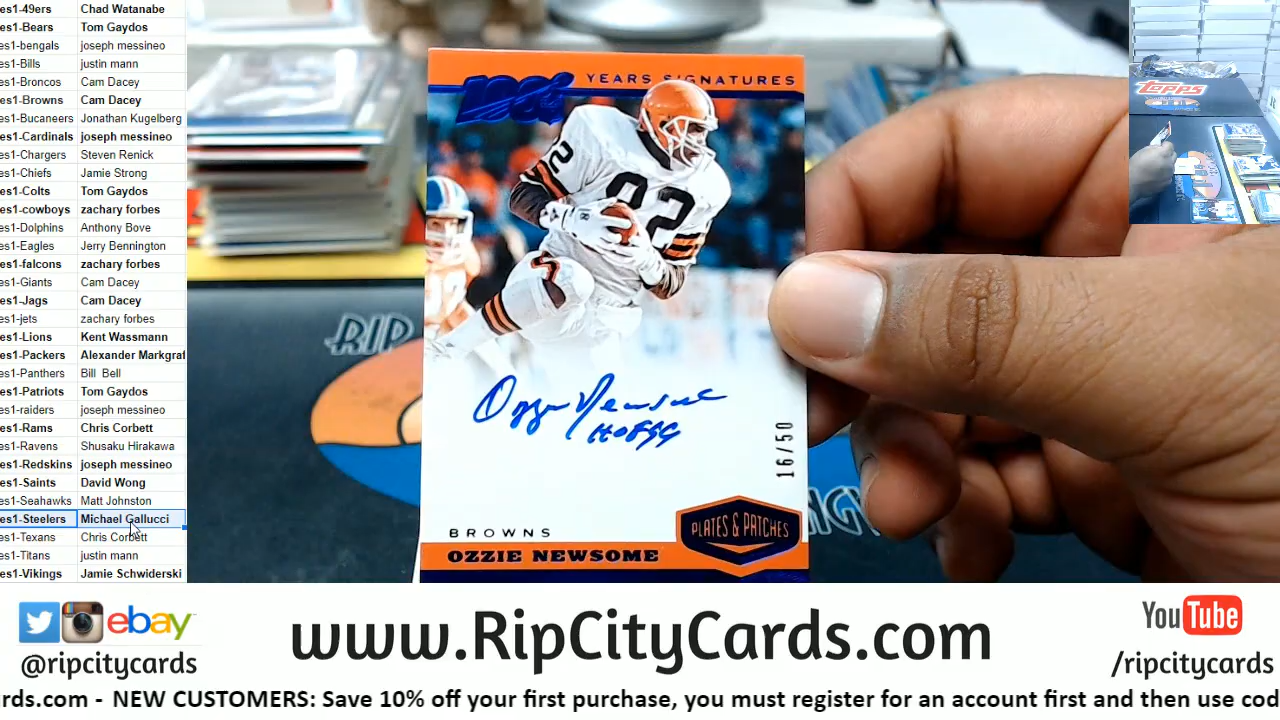 es1-49ers Chad Watanabe
es1-Bears Tom Gaydos
es1-bengals joseph messineo
es1-Bills justin mann
es1-Broncos Cam Dacey
es1-Browns Cam Dacey
es1-Bucaneers Jonathan Kugelberg
es1-Cardinals joseph messineo
es1-Chargers Steven Renick
es1-Chiefs Jamie Strong
es1-Colts Tom Gaydos
es1-cowboys zachary forbes
es1-Dolphins Anthony Bove
es1-Eagles Jerry Bennington
es1-falcons zachary forbes
es1-Giants Cam Dacey
es1-Jags Cam Dacey
es1-jets zachary forbes
es1-Lions Kent Wassmann
es1-Packers Alexander Markgraf
es1-Panthers Bill Bell
es1-Patriots Tom Gaydos
es1-raiders joseph messineo
es1-Rams Chris Corbett
es1-Ravens Shusaku Hirakawa
es1-Redskins joseph messineo
es1-Saints David Wong
es1-Seahawks Matt Johnston
es1-Steelers Michael Gallucci
es1-Texans Chris Corbett
es1-Titans justin mann
es1-Vikings Jamie Schwiderski
100 YEARS SIGNATURES
82
Ozzie Newsome
HOF 99
16/50
BROWNS
PLATES & PATCHES
OZZIE NEWSOME
RIP
Topps
ebay
@ripcitycards
www.RipCityCards.com
YouTube
/ripcitycards
rds.com - NEW CUSTOMERS: Save 10% off your first purchase, you must register for an account first and then use cod